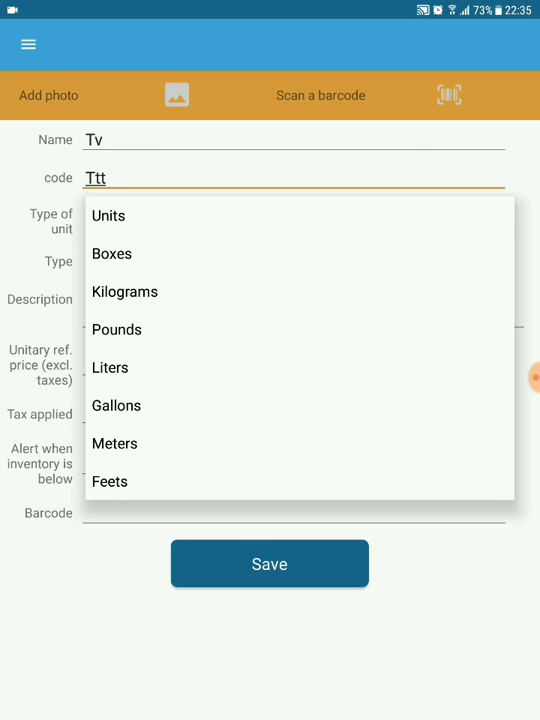 73% 22:35
Add photo Scan a barcode
Name Tv
code Ttt
Type of
unit
Units
Boxes
Kilograms
Pounds
Liters
Gallons
Meters
Feets
Type
Description
Unitary ref.
price (excl.
taxes)
Tax applied
Alert when
inventory is
below
Barcode
Save